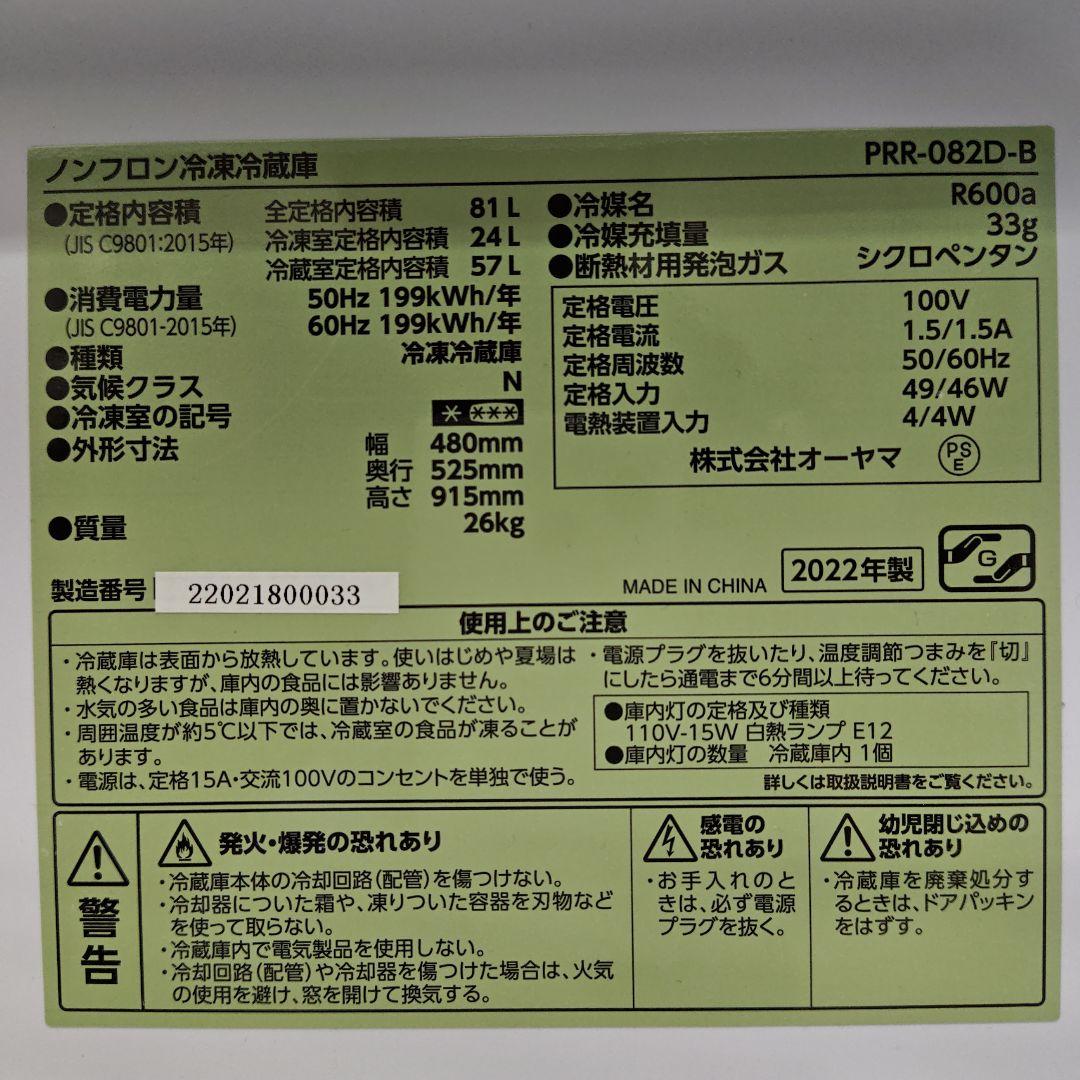 ノンフロン冷凍冷蔵庫
PRR-082D-B
●定格内容積 全定格内容積 81L
(JIS C9801:2015年) 冷凍室定格内容積 24L
冷蔵室定格内容積 57L
●消費電力量 50Hz 199kWh/年
(JIS C9801-2015年) 60Hz 199kWh/年
●種類 冷凍冷蔵庫
●気候クラス N
●冷凍室の記号
●外形寸法 幅 480mm
奥行 525mm
高さ 915mm
●質量 26kg
●冷媒名 R600a
●冷媒充填量 33g
●断熱材用発泡ガス シクロペンタン
定格電圧 100V
定格電流 1.5/1.5A
定格周波数 50/60Hz
定格入力 49/46W
電熱装置入力 4/4W
株式会社オーヤマ
PS
E
製造番号 22021800033
MADE IN CHINA
2022年製
G
使用上のご注意
・冷蔵庫は表面から放熱しています。使いはじめや夏場は
熱くなりますが、庫内の食品には影響ありません。
・水気の多い食品は庫内の奥に置かないでください。
・周囲温度が約5℃以下では、冷蔵室の食品が凍ることが
あります。
・電源は、定格15A・交流100Vのコンセントを単独で使う。
・電源プラグを抜いたり、温度調節つまみを『切』
にしたら通電まで6分間以上待ってください。
●庫内灯の定格及び種類
110V-15W 白熱ランプ E12
●庫内灯の数量 冷蔵庫内 1個
詳しくは取扱説明書をご覧ください。
警告
発火・爆発の恐れあり
・冷蔵庫本体の冷却回路(配管)を傷つけない。
・冷却器についた霜や、凍りついた容器を刃物など
を使って取らない。
・冷蔵庫内で電気製品を使用しない。
・冷却回路(配管)や冷却器を傷つけた場合は、火気
の使用を避け、窓を開けて換気する。
感電の
恐れあり
・お手入れのと
きは、必ず電源
プラグを抜く。
幼児閉じ込めの
恐れあり
・冷蔵庫を廃棄処分す
るときは、ドアパッキン
をはずす。